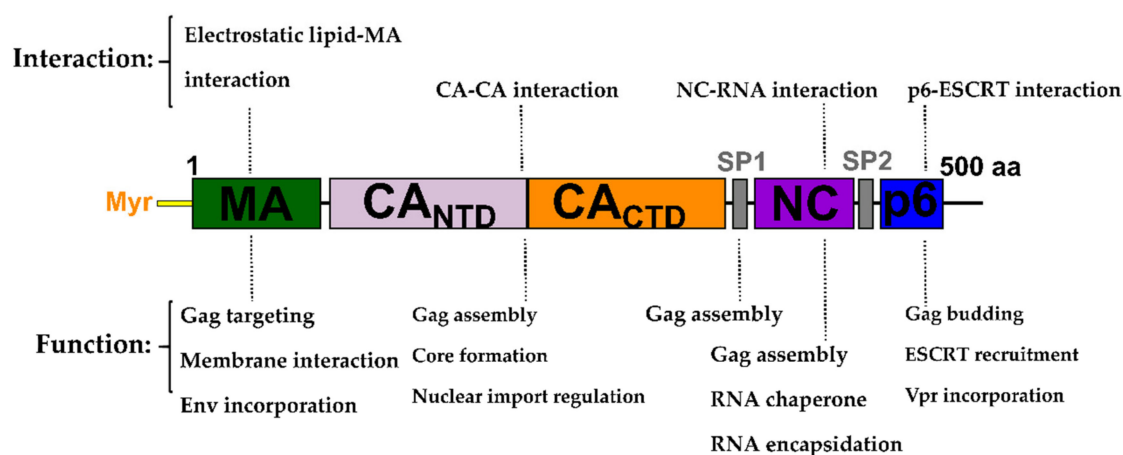 Interaction:
Electrostatic lipid-MA
interaction
CA-CA interaction
NC-RNA interaction
p6-ESCRT interaction
1
SP1
SP2
500 aa
Myr
MA
CANTD
CACTD
NC
p6
Function:
Gag targeting
Membrane interaction
Env incorporation
Gag assembly
Core formation
Nuclear import regulation
Gag assembly
Gag assembly
RNA chaperone
RNA encapsidation
Gag budding
ESCRT recruitment
Vpr incorporation